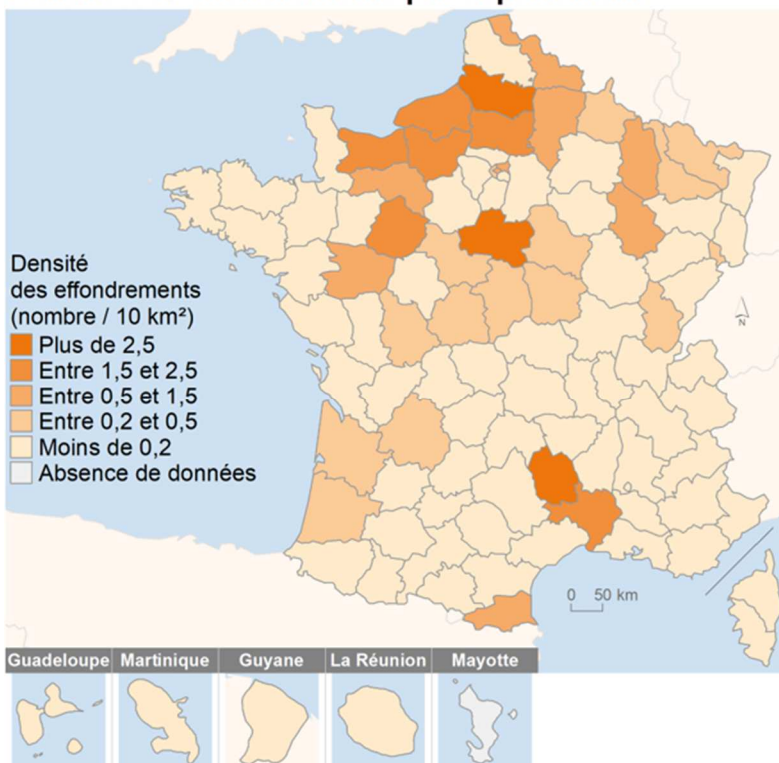 N
Densité
des effondrements
(nombre / 10 km²)
Plus de 2,5
Entre 1,5 et 2,5
Entre 0,5 et 1,5
Entre 0,2 et 0,5
Moins de 0,2
Absence de données
0 50 km
Guadeloupe Martinique Guyane La Réunion Mayotte